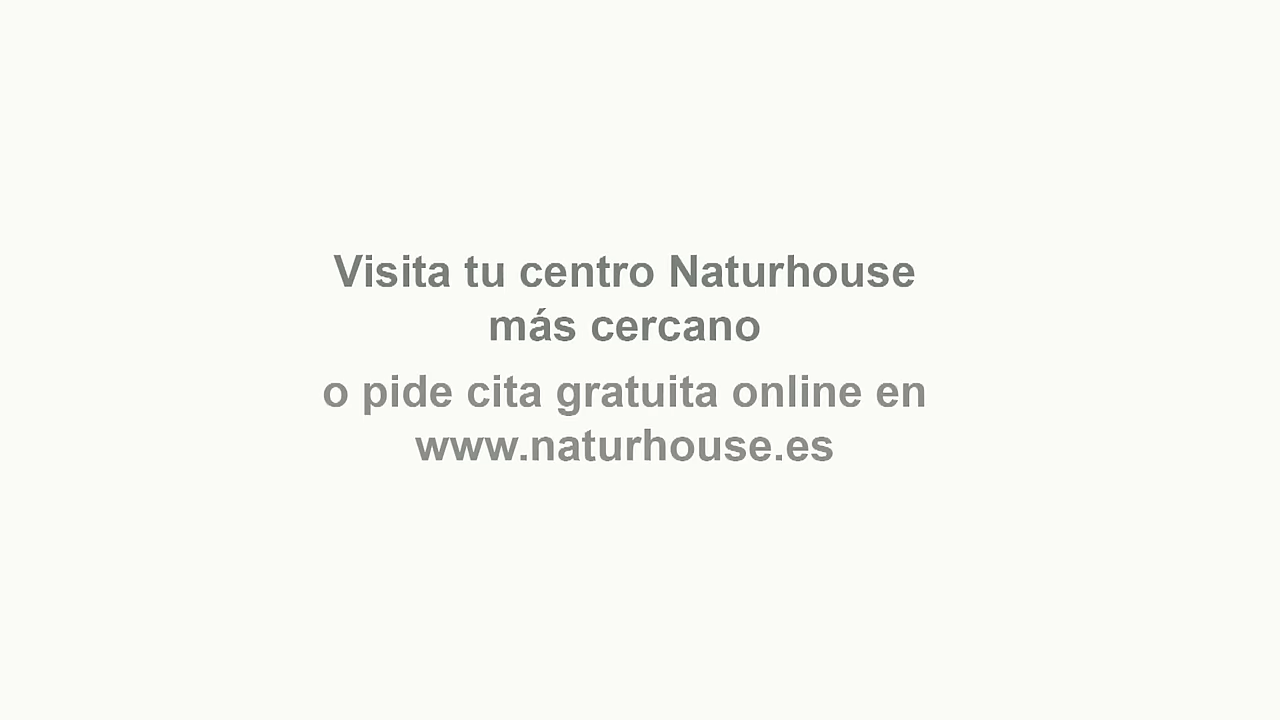 Visita tu centro Naturhouse
más cercano
o pide cita gratuita online en
www.naturhouse.es